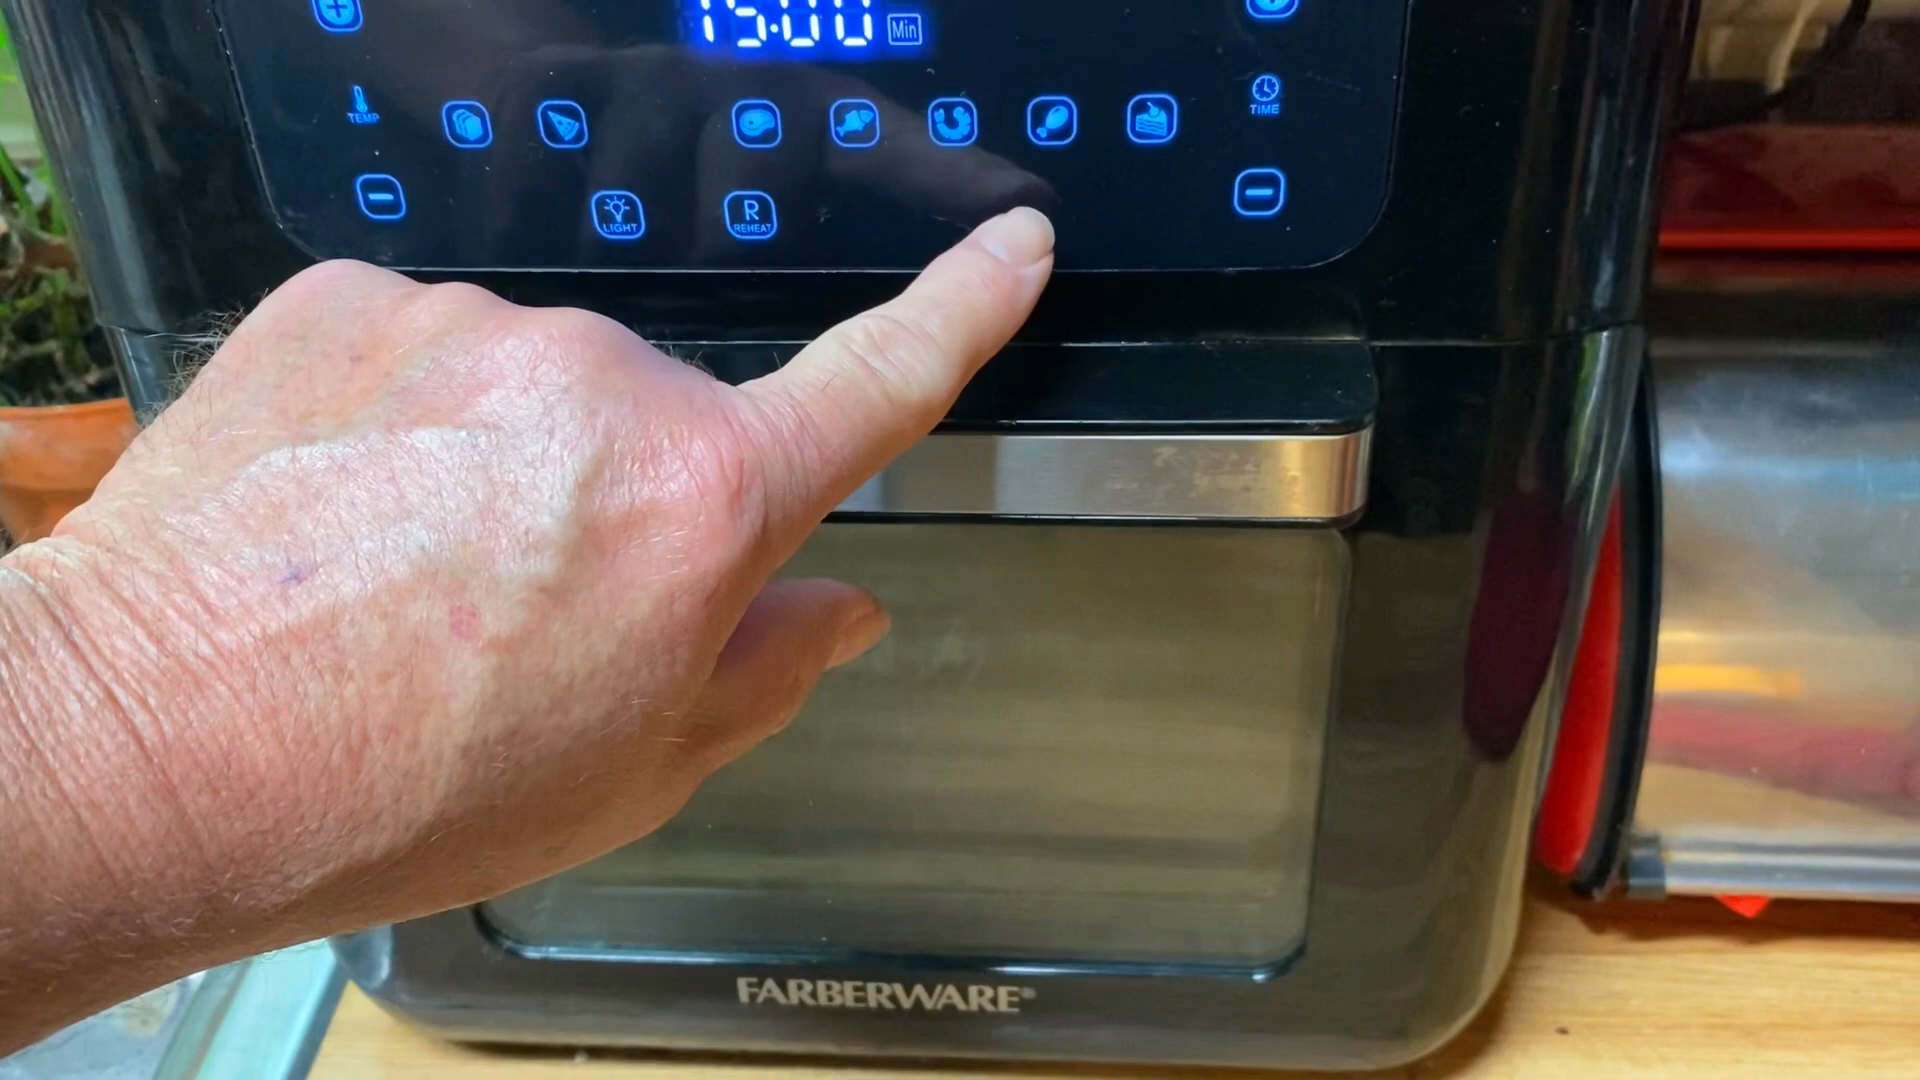 15:00 Min
TEMP
TIME
LIGHT
R
REHEAT
FARBERWARE®